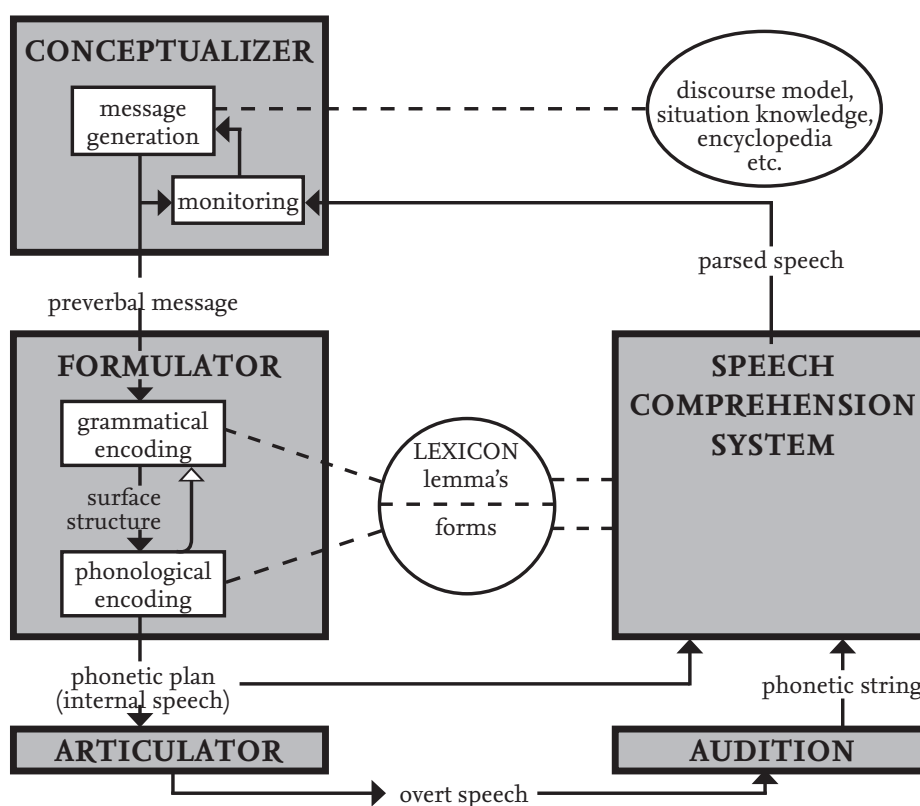 CONCEPTUALIZER
message
generation
monitoring
discourse model,
situation knowledge,
encyclopedia
etc.
parsed speech
preverbal message
FORMULATOR
grammatical
encoding
surface
structure
phonological
encoding
LEXICON
lemma's
forms
SPEECH
COMPREHENSION
SYSTEM
phonetic plan
(internal speech)
phonetic string
ARTICULATOR
AUDITION
overt speech